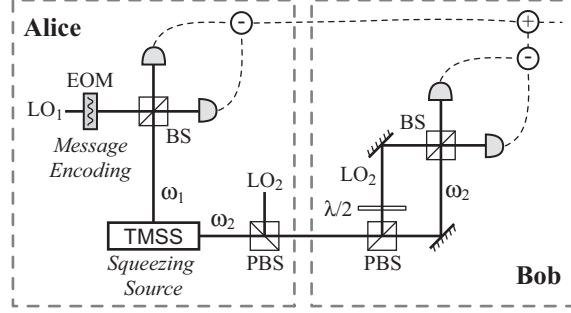 Alice
Bob
-
+
-
EOM
LO1
BS
Message
Encoding
ω1
TMSS
Squeezing
Source
ω2
LO2
PBS
BS
LO2
λ/2
ω2
PBS